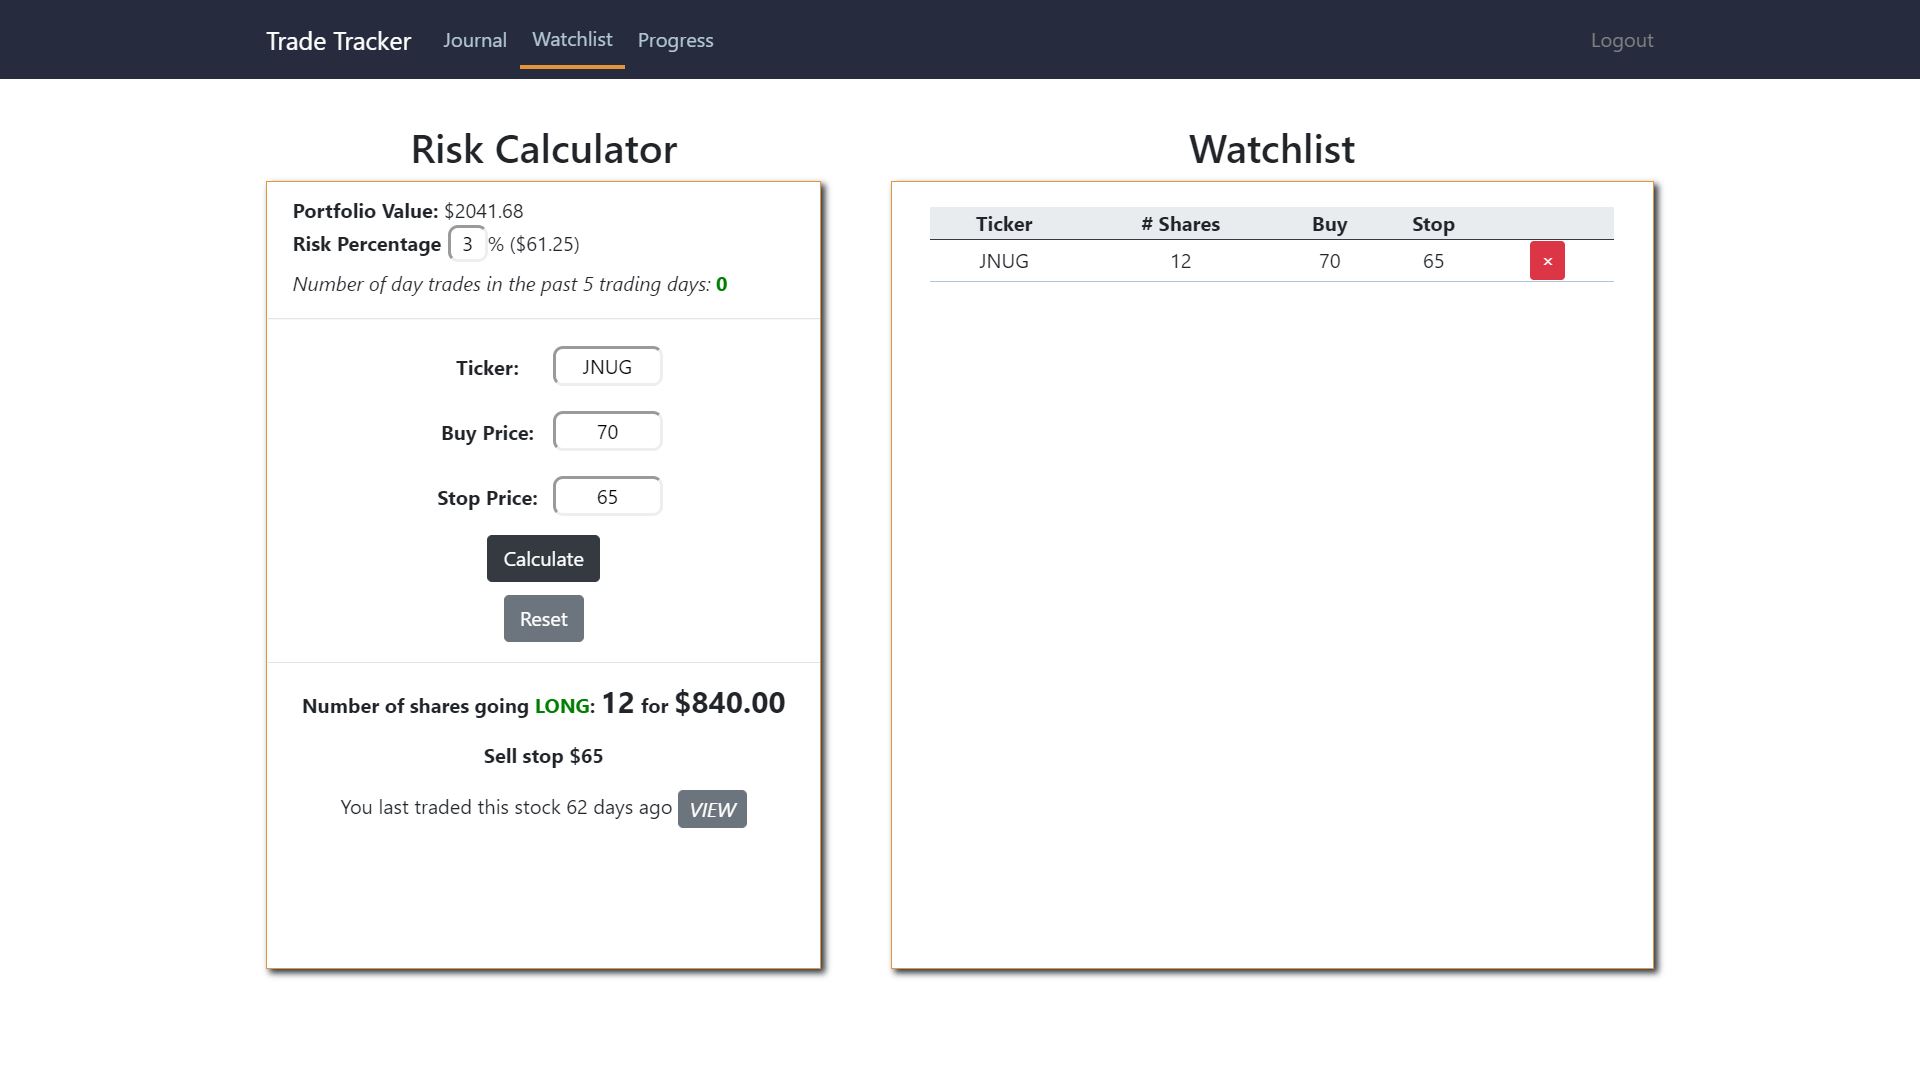 Trade Tracker Journal Watchlist Progress Logout
Risk Calculator
Portfolio Value: $2041.68
Risk Percentage 3 % ($61.25)
Number of day trades in the past 5 trading days: 0
Ticker: JNUG
Buy Price: 70
Stop Price: 65
Calculate
Reset
Number of shares going LONG: 12 for $840.00
Sell stop $65
You last traded this stock 62 days ago VIEW
Watchlist
Ticker # Shares Buy Stop
JNUG 12 70 65 ×